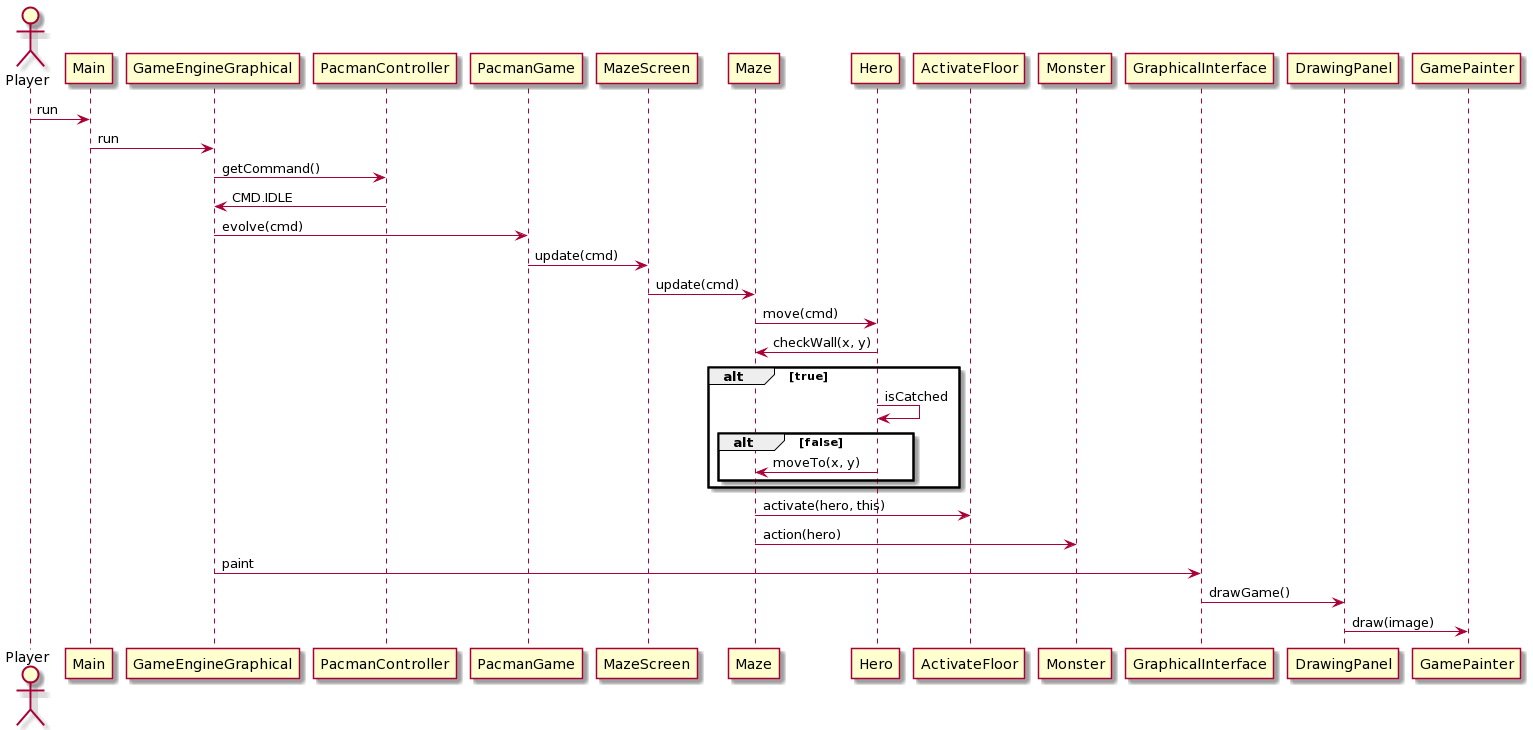 Player
Main
GameEngineGraphical
PacmanController
PacmanGame
MazeScreen
Maze
Hero
ActivateFloor
Monster
GraphicalInterface
DrawingPanel
GamePainter
run
run
getCommand()
CMD.IDLE
evolve(cmd)
update(cmd)
update(cmd)
move(cmd)
checkWall(x, y)
alt [true]
isCatched
alt [false]
moveTo(x, y)
activate(hero, this)
action(hero)
paint
drawGame()
draw(image)
Player
Main
GameEngineGraphical
PacmanController
PacmanGame
MazeScreen
Maze
Hero
ActivateFloor
Monster
GraphicalInterface
DrawingPanel
GamePainter